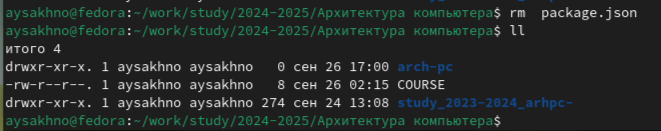 aysakhno@fedora:~/work/study/2024-2025/Архитектура компьютера$ rm  package.json
aysakhno@fedora:~/work/study/2024-2025/Архитектура компьютера$ ll
итого 4
drwxr-xr-x. 1 aysakhno aysakhno   0 сен 26 17:00 arch-pc
-rw-r--r--. 1 aysakhno aysakhno   8 сен 26 02:15 COURSE
drwxr-xr-x. 1 aysakhno aysakhno 274 сен 24 13:08 study_2023-2024_arhpc-
aysakhno@fedora:~/work/study/2024-2025/Архитектура компьютера$